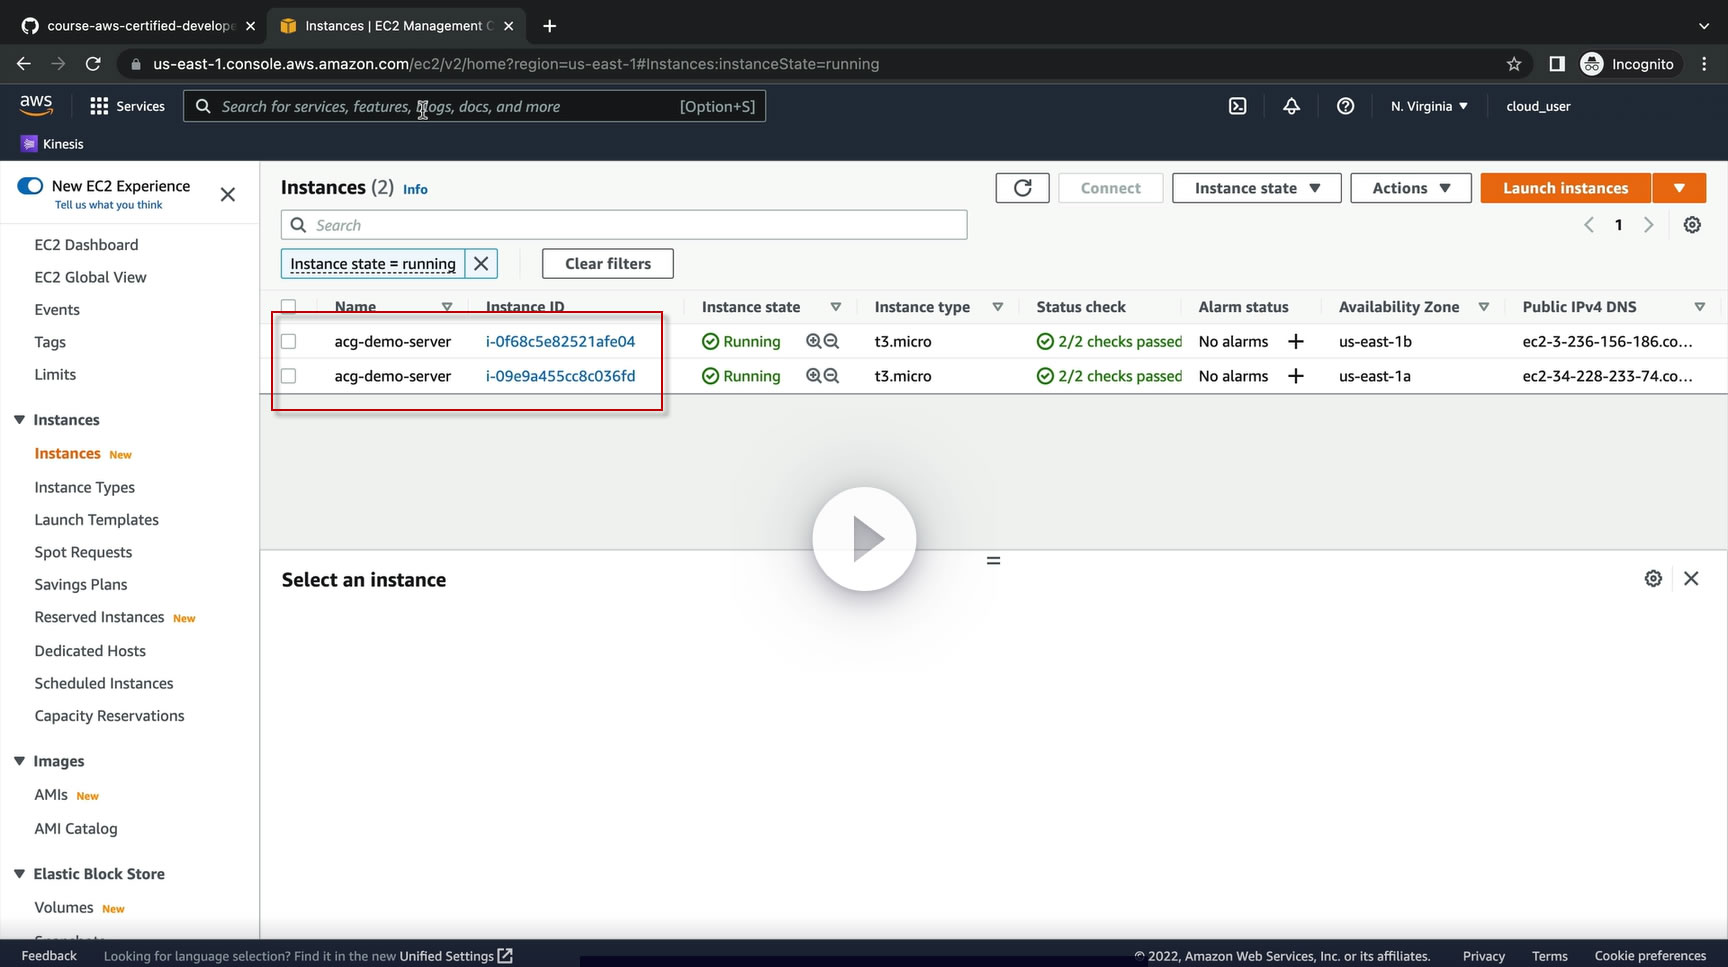 course-aws-certified-develope
Instances | EC2 Management C
us-east-1.console.aws.amazon.com/ec2/v2/home?region=us-east-1#Instances:instanceState=running
Incognito
aws
Services
Search for services, features, blogs, docs, and more
[Option+S]
N. Virginia
cloud_user
Kinesis
New EC2 Experience
Tell us what you think
EC2 Dashboard
EC2 Global View
Events
Tags
Limits
Instances
Instances New
Instance Types
Launch Templates
Spot Requests
Savings Plans
Reserved Instances New
Dedicated Hosts
Scheduled Instances
Capacity Reservations
Images
AMIs New
AMI Catalog
Elastic Block Store
Volumes New
Instances (2) Info
Connect
Instance state
Actions
Launch instances
Search
1
Instance state = running
Clear filters
Name Instance ID Instance state Instance type Status check Alarm status Availability Zone Public IPv4 DNS
acg-demo-server i-0f68c5e82521afe04 Running t3.micro 2/2 checks passed No alarms + us-east-1b ec2-3-236-156-186.co...
acg-demo-server i-09e9a455cc8c036fd Running t3.micro 2/2 checks passed No alarms + us-east-1a ec2-34-228-233-74.co...
Select an instance
Feedback
Looking for language selection? Find it in the new Unified Settings
© 2022, Amazon Web Services, Inc. or its affiliates.
Privacy
Terms
Cookie preferences